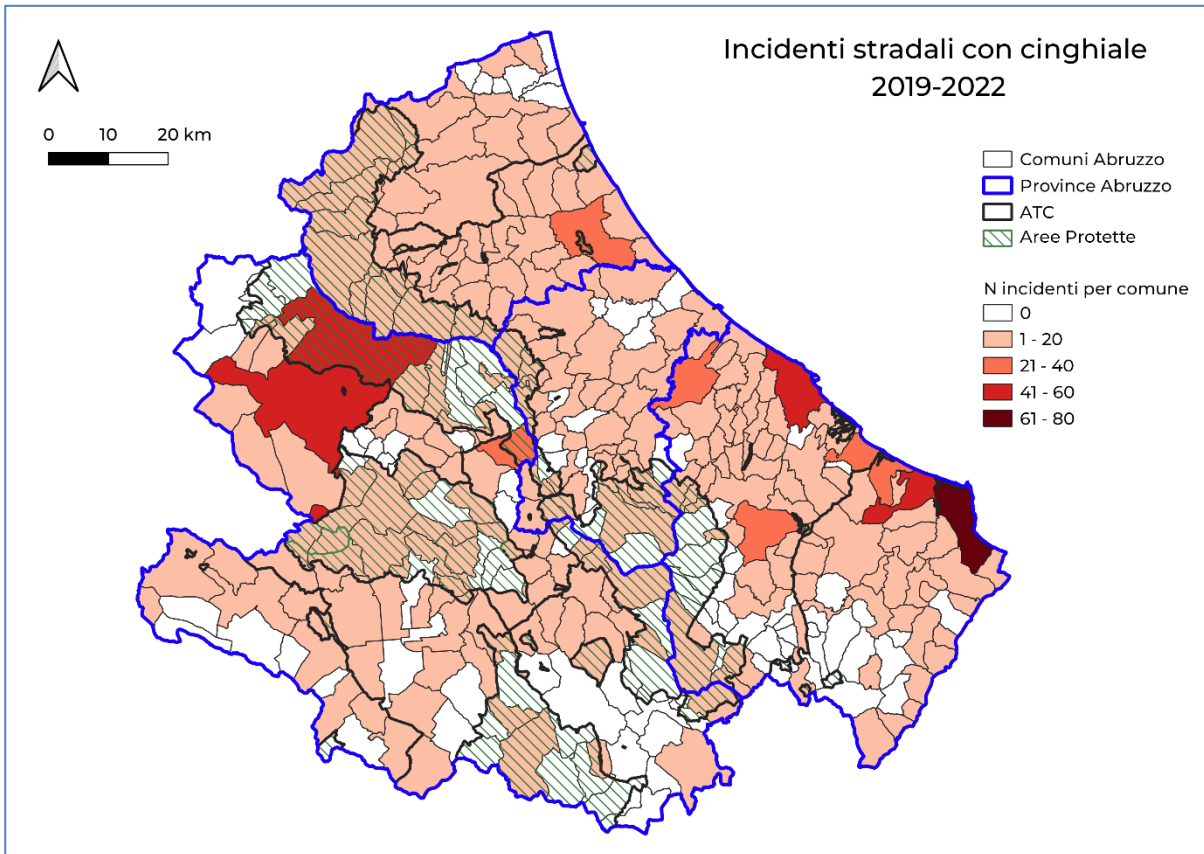 Incidenti stradali con cinghiale
2019-2022
0 10 20 km
Comuni Abruzzo
Province Abruzzo
ATC
Aree Protette
N incidenti per comune
0
1 - 20
21 - 40
41 - 60
61 - 80